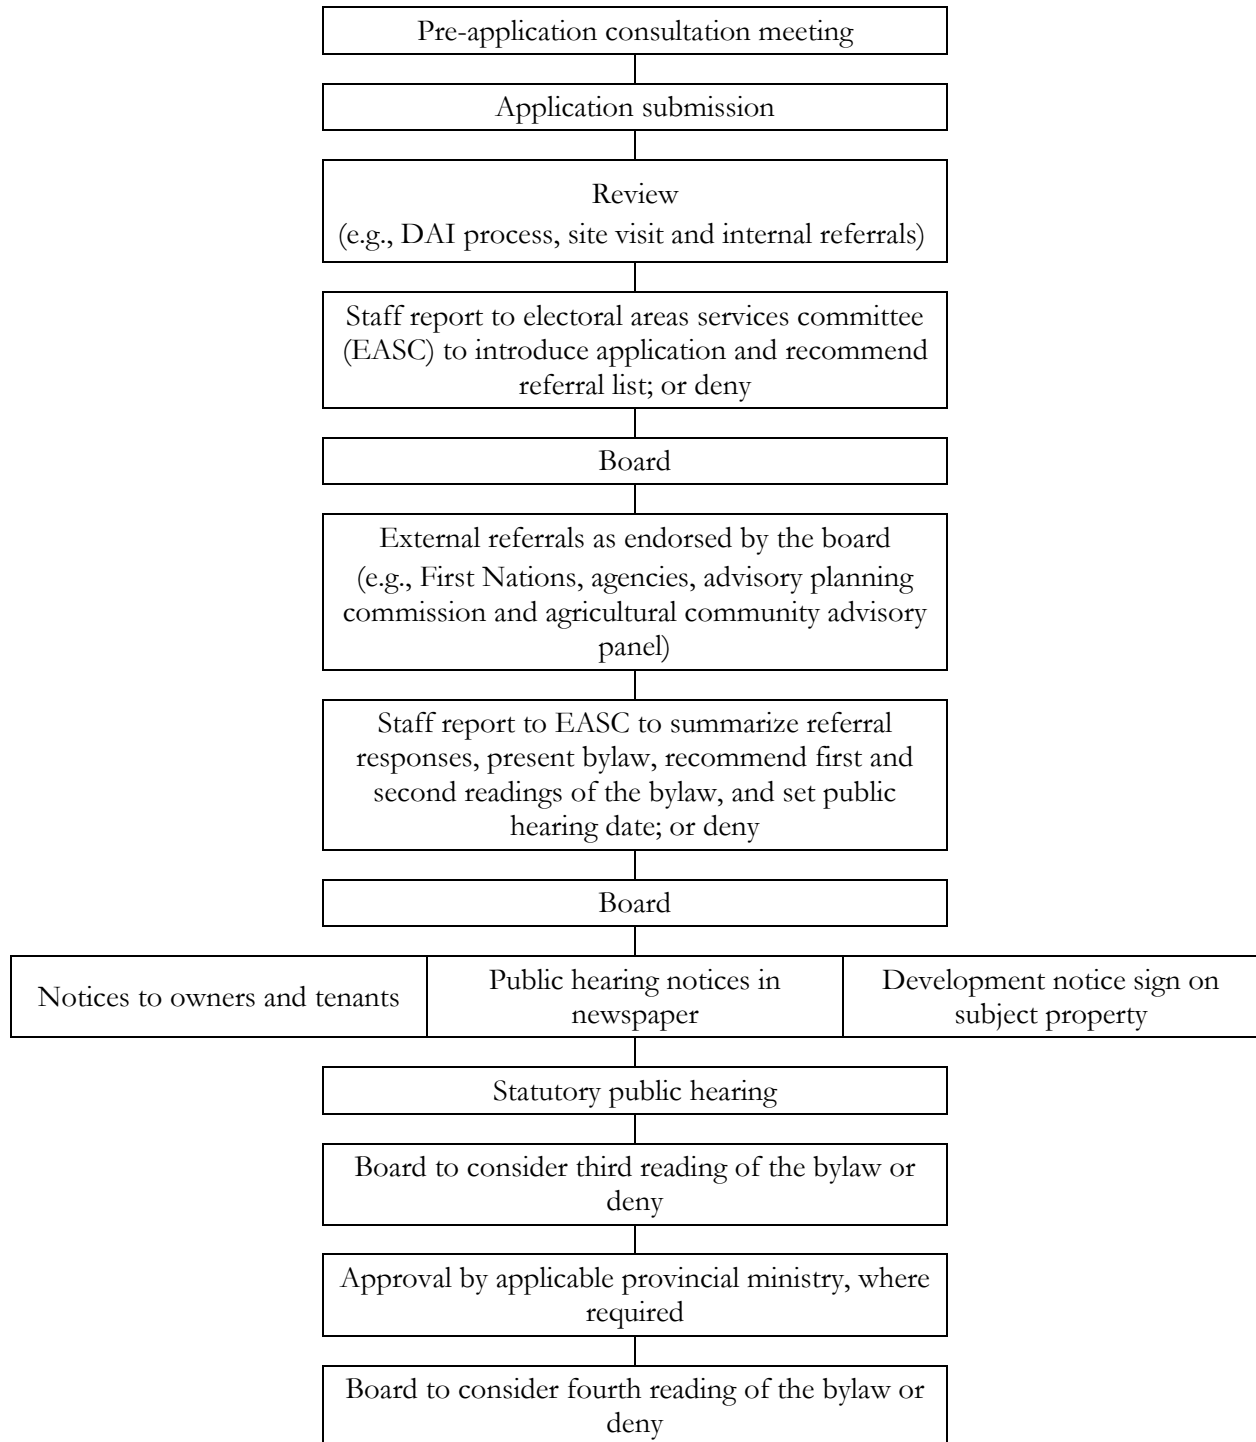 Pre-application consultation meeting
Application submission
Review
(e.g., DAI process, site visit and internal referrals)
Staff report to electoral areas services committee
(EASC) to introduce application and recommend
referral list; or deny
Board
External referrals as endorsed by the board
(e.g., First Nations, agencies, advisory planning
commission and agricultural community advisory
panel)
Staff report to EASC to summarize referral
responses, present bylaw, recommend first and
second readings of the bylaw, and set public
hearing date; or deny
Board
Notices to owners and tenants
Public hearing notices in
newspaper
Development notice sign on
subject property
Statutory public hearing
Board to consider third reading of the bylaw or
deny
Approval by applicable provincial ministry, where
required
Board to consider fourth reading of the bylaw or
deny